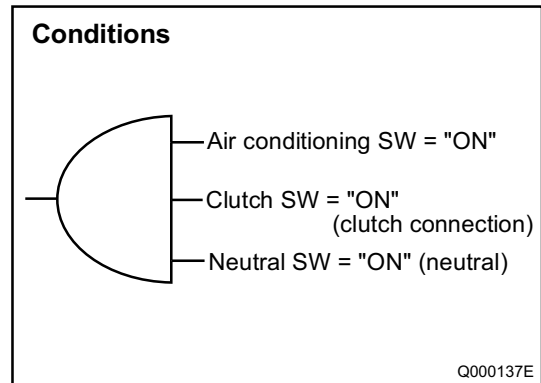 Conditions
Air conditioning SW = "ON"
Clutch SW = "ON"
(clutch connection)
Neutral SW = "ON" (neutral)
Q000137E